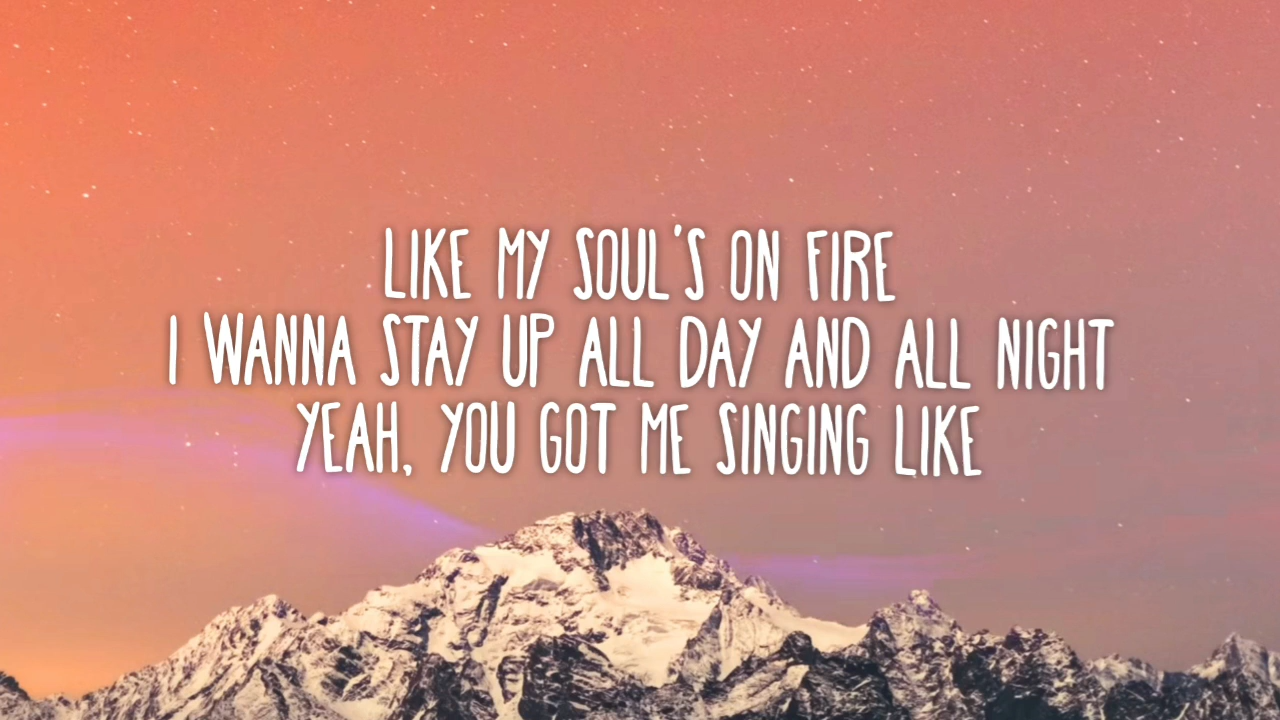 LIKE MY SOUL'S ON FIRE
I WANNA STAY UP ALL DAY AND ALL NIGHT
YEAH, YOU GOT ME SINGING LIKE